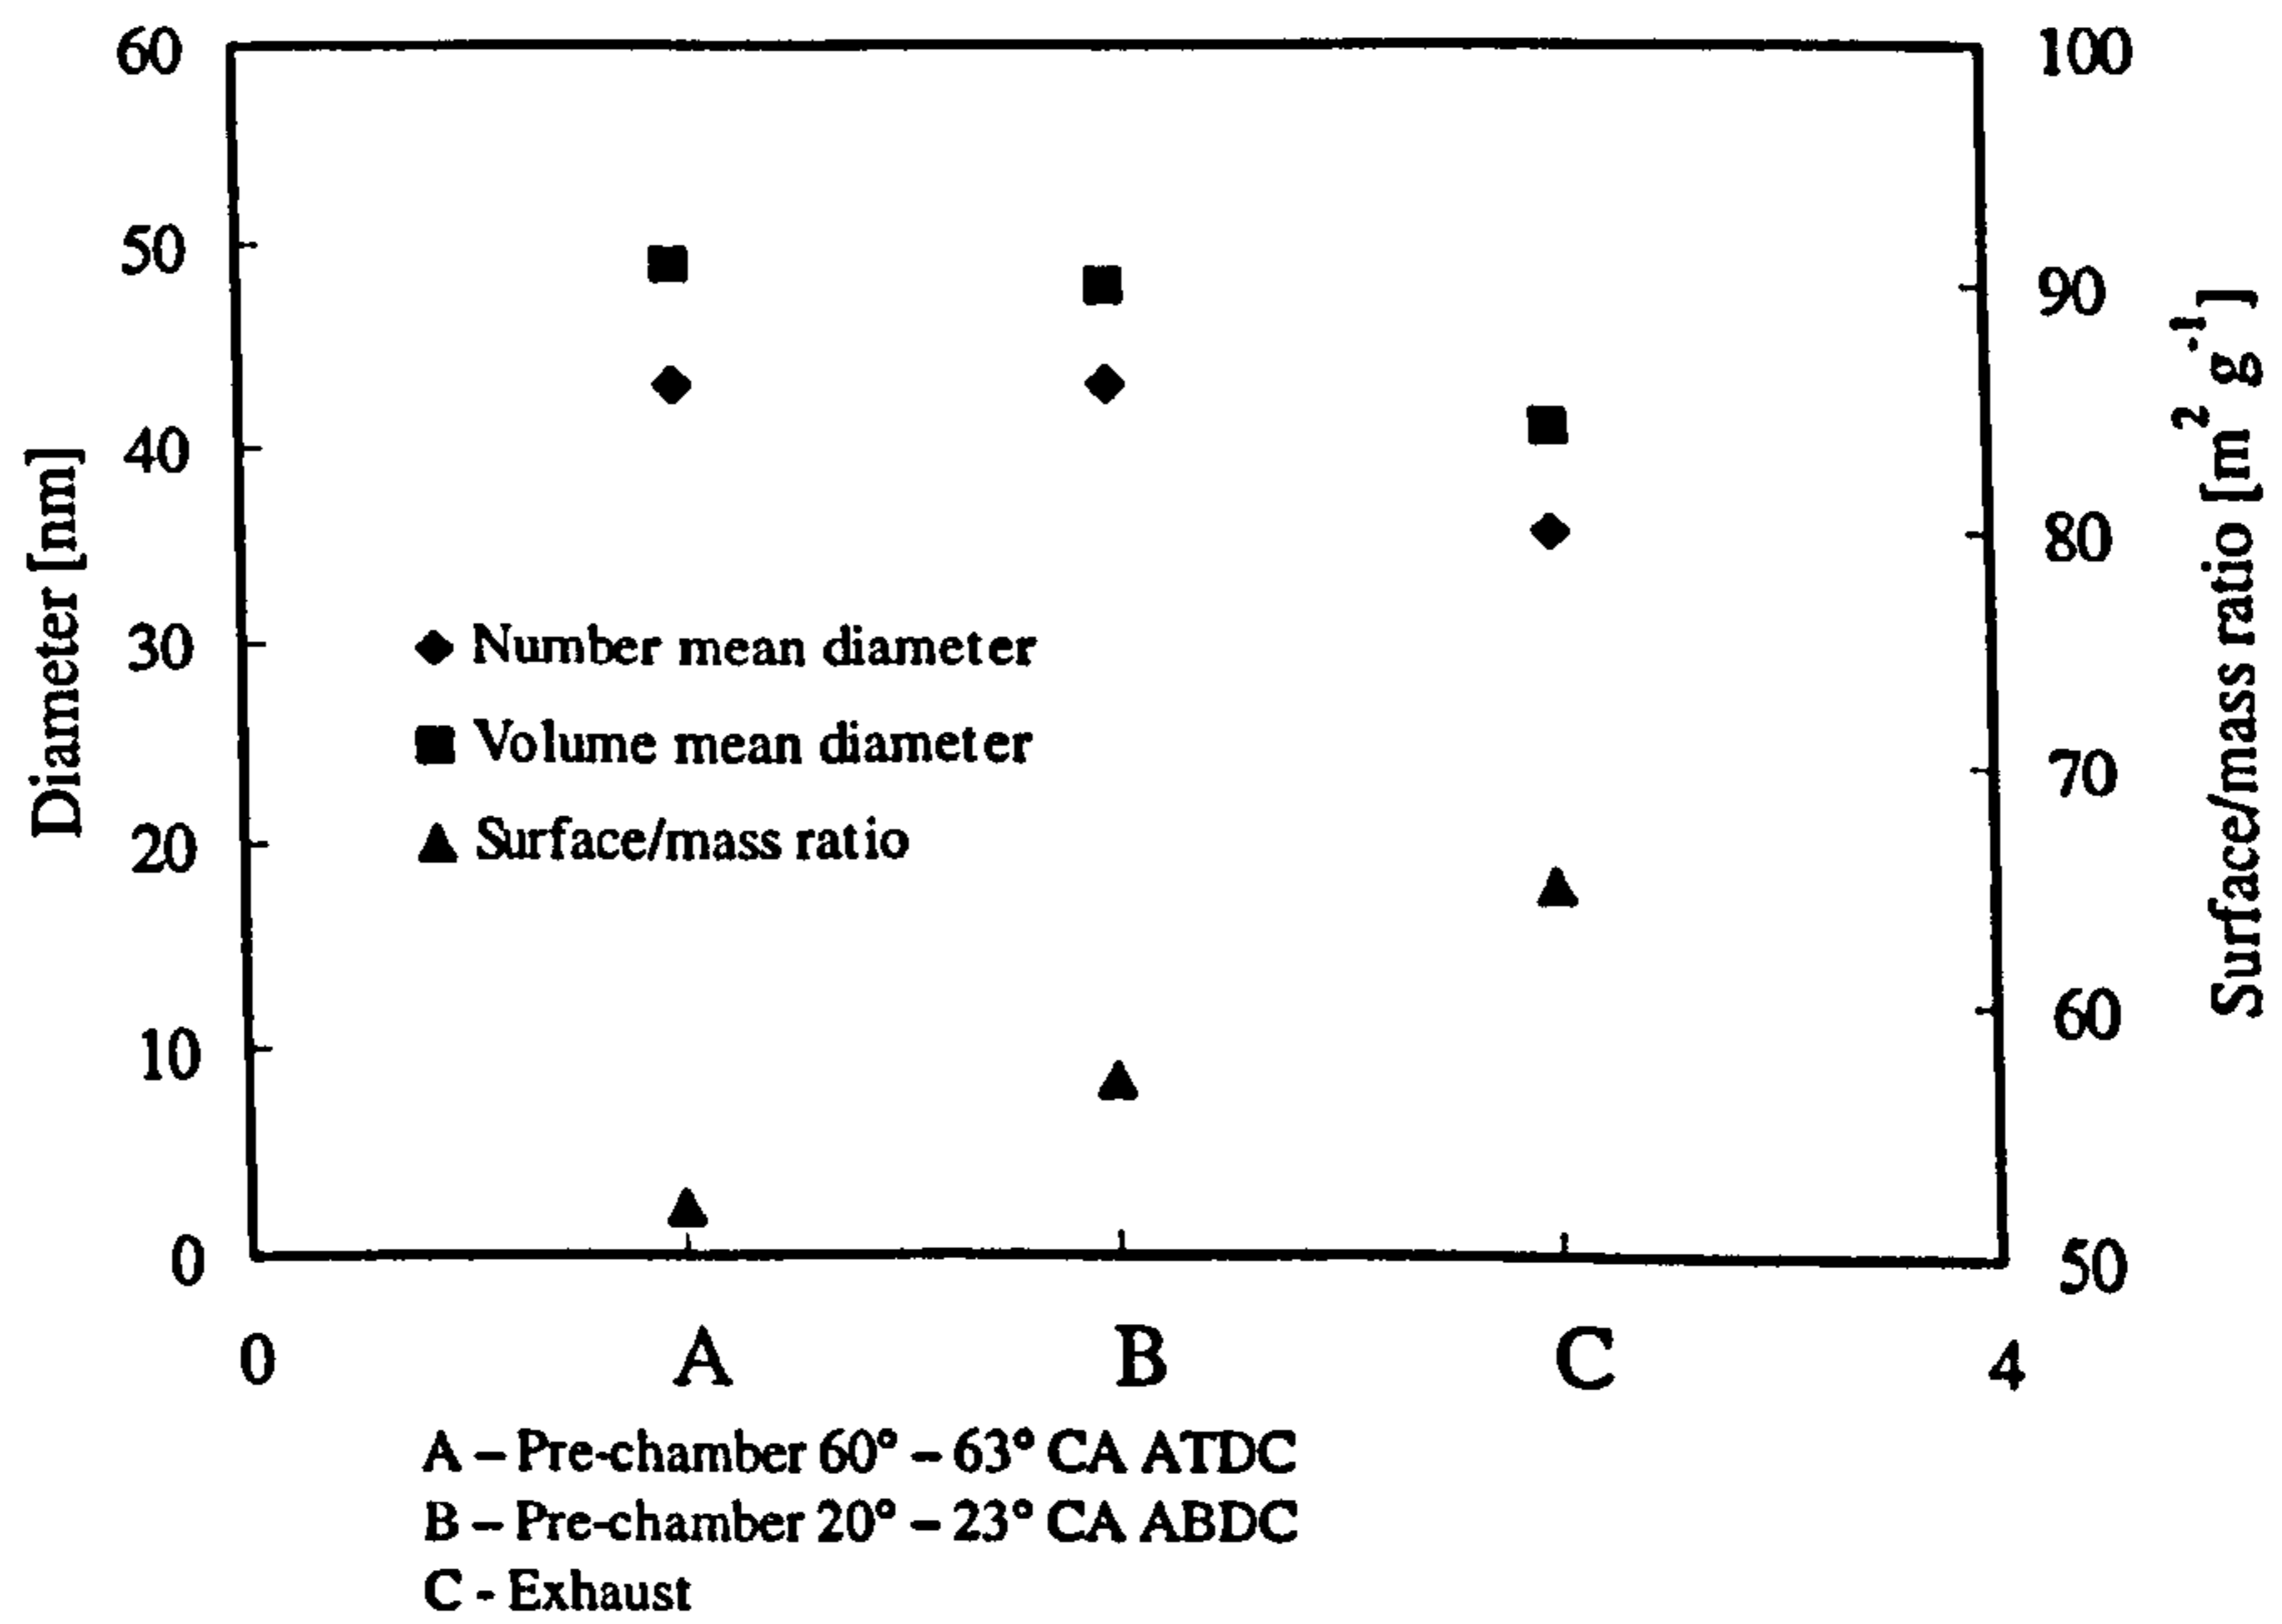 60
50
40
30
20
10
0
Diameter [nm]
100
90
80
70
60
50
Surface/mass ratio [m² g⁻¹]
Number mean diameter
Volume mean diameter
Surface/mass ratio
0 A B C 4
A – Pre-chamber 60° – 63° CA ATDC
B – Pre-chamber 20° – 23° CA ABDC
C - Exhaust